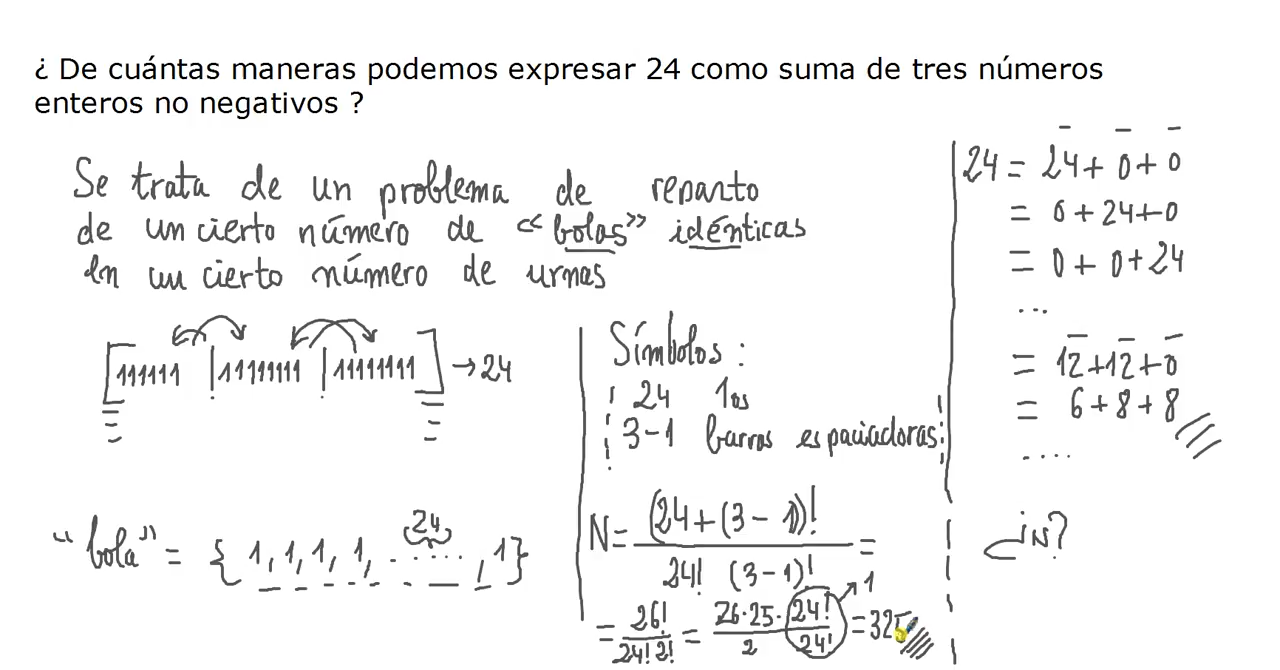 ¿ De cuántas maneras podemos expresar 24 como suma de tres números
enteros no negativos ?
Se trata de un problema de reparto
de un cierto número de "bolas" idénticas
en un cierto número de urnas
[111111 | 11111111 | 11111111] → 24
"bola" = { 1, 1, 1, 1, ........, 1}
24
Símbolos :
24 1os
3-1 barras espaciadoras
N = (24+(3-1))! / 24! (3-1)! =
= 26! / 24! 2! = 26·25·24! / 2 24! = 325
1
24 = 24 + 0 + 0
= 0 + 24 + 0
= 0 + 0 + 24
...
= 12 + 12 + 0
= 6 + 8 + 8
....
¿N?